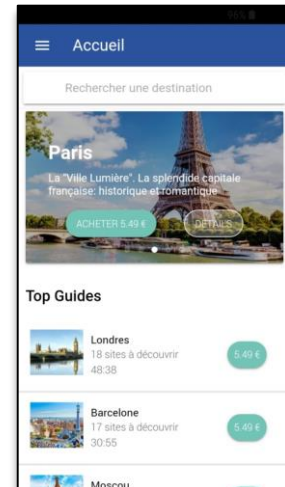 96%
Accueil
Rechercher une destination
Paris
La "Ville Lumière". La splendide capitale
française: historique et romantique
ACHETER 5.49 € DÉTAILS
Top Guides
Londres
18 sites à découvrir
48:38
5,49 €
Barcelone
17 sites à découvrir
30:55
5,49 €
Moscou